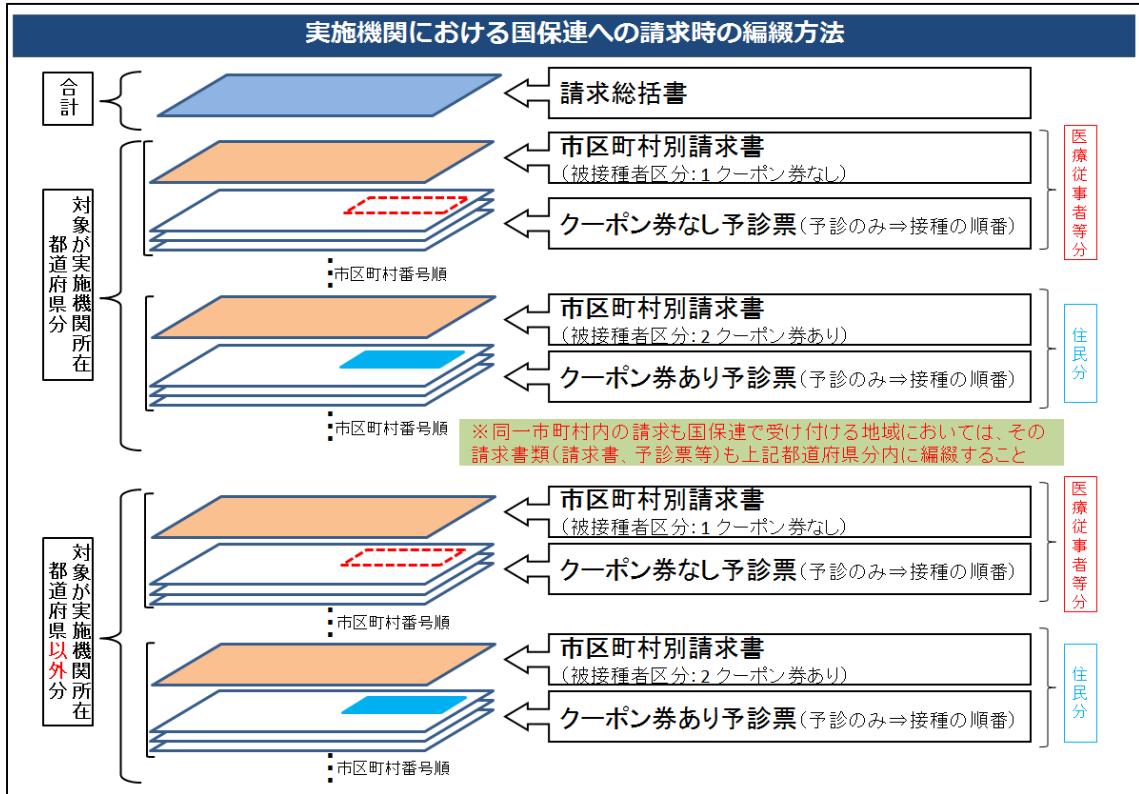 実施機関における国保連への請求時の編綴方法
合計
請求総括書
対象が実施機関所在
都道府県分
市区町村別請求書
(被接種者区分:1 クーポン券なし)
クーポン券なし予診票(予診のみ⇒接種の順番)
医療従事者等分
市区町村番号順
市区町村別請求書
(被接種者区分:2 クーポン券あり)
クーポン券あり予診票(予診のみ⇒接種の順番)
住民分
市区町村番号順
※同一市町村内の請求も国保連で受け付ける地域においては、その
請求書類(請求書、予診票等)も上記都道府県分内に編綴すること
対象が実施機関所在
都道府県以外分
市区町村別請求書
(被接種者区分:1 クーポン券なし)
クーポン券なし予診票(予診のみ⇒接種の順番)
医療従事者等分
市区町村番号順
市区町村別請求書
(被接種者区分:2 クーポン券あり)
クーポン券あり予診票(予診のみ⇒接種の順番)
住民分
市区町村番号順